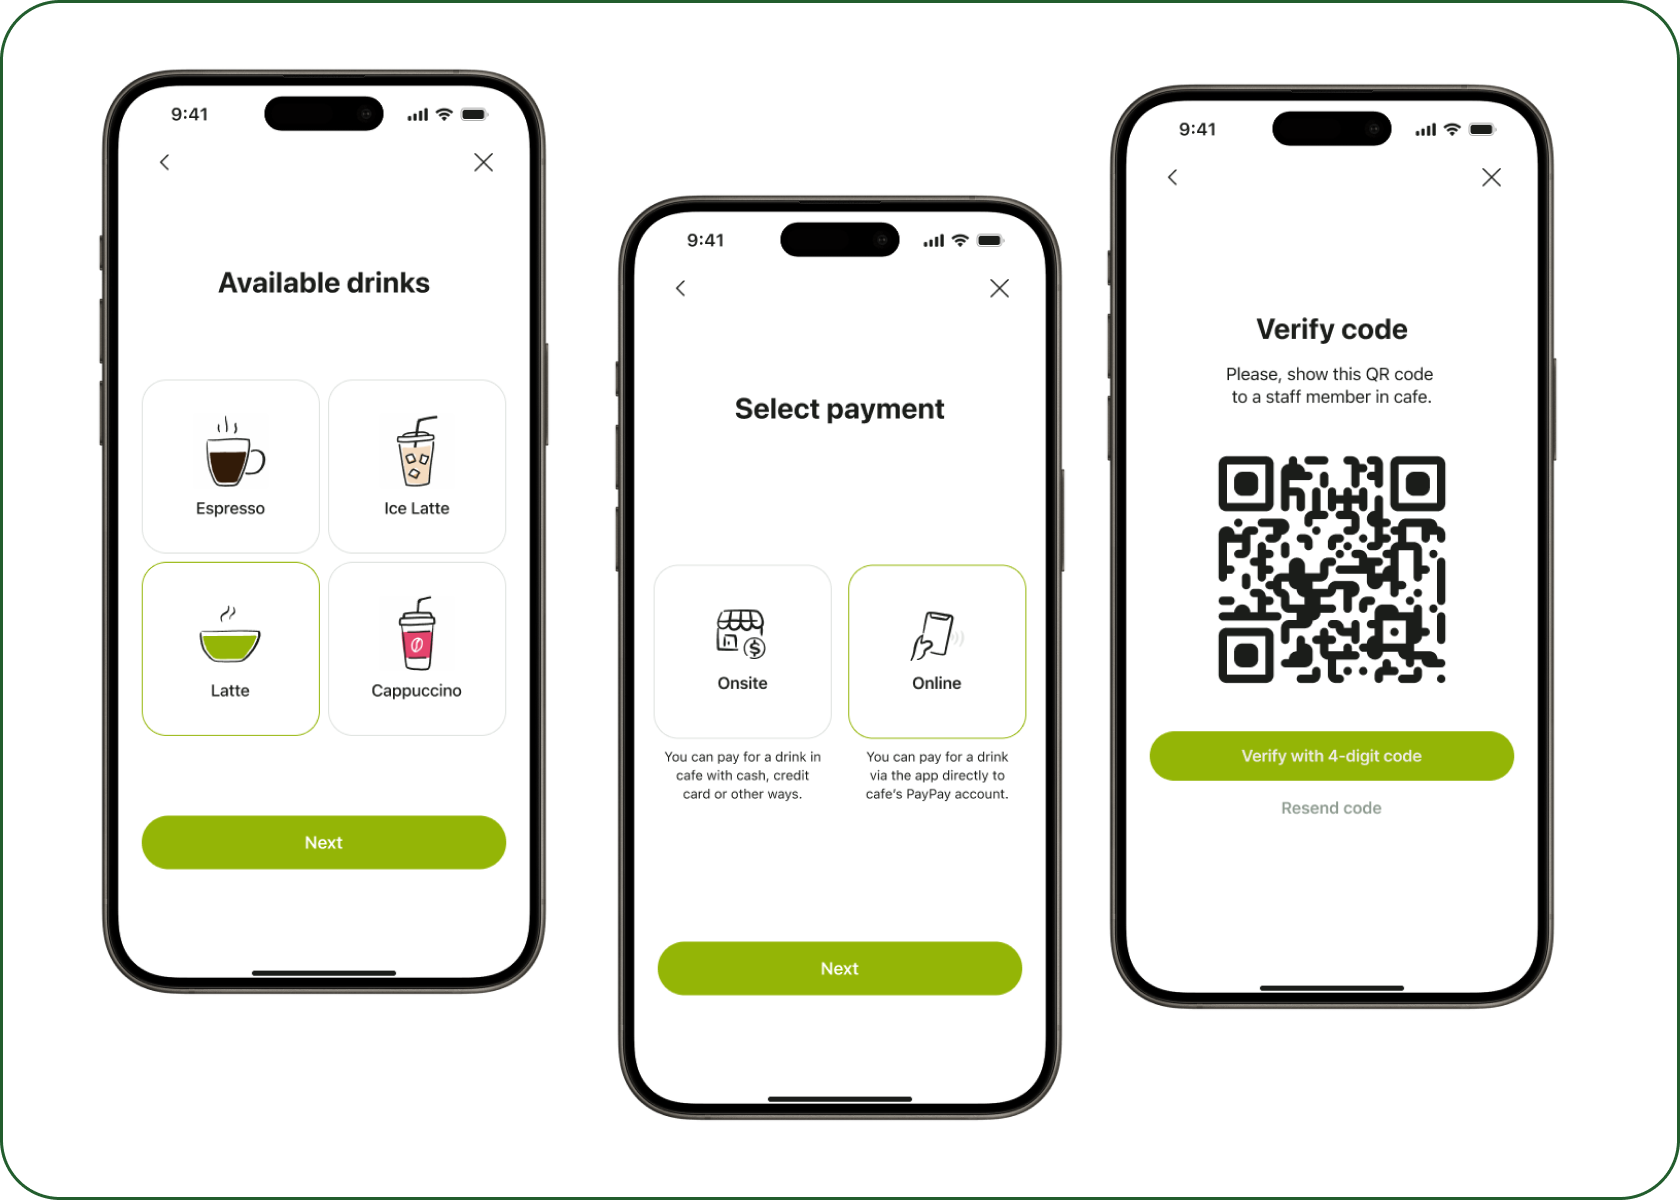 9:41
Available drinks
Espresso
Ice Latte
Latte
Cappuccino
Next
9:41
Select payment
Onsite
Online
You can pay for a drink in
cafe with cash, credit
card or other ways.
You can pay for a drink
via the app directly to
cafe's PayPay account.
Next
9:41
Verify code
Please, show this QR code
to a staff member in cafe.
Verify with 4-digit code
Resend code